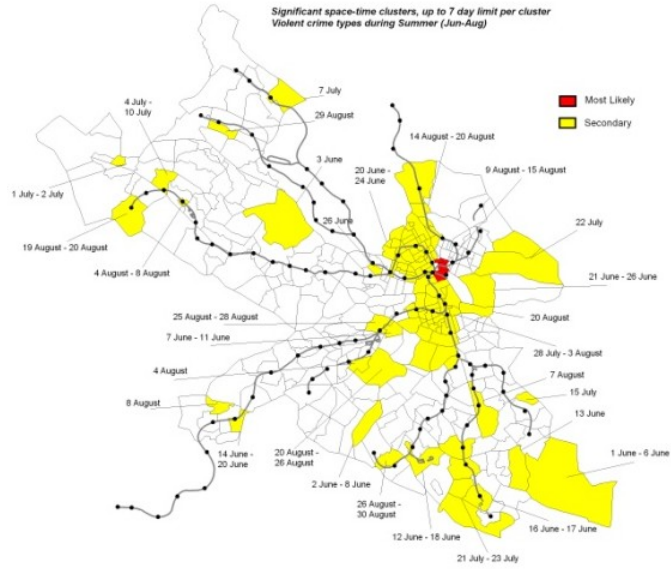 Significant space-time clusters, up to 7 day limit per cluster
Violent crime types during Summer (Jun-Aug)
Most Likely
Secondary
7 July
4 July -
10 July
29 August
14 August - 20 August
3 June
20 June -
24 June
9 August - 15 August
1 July - 2 July
26 June
22 July
19 August - 20 August
4 August - 8 August
21 June - 26 June
25 August - 28 August
20 August
7 June - 11 June
28 July - 3 August
4 August
7 August
8 August
15 July
13 June
14 June -
20 June
20 August -
26 August
1 June - 6 June
2 June - 8 June
26 August -
30 August
16 June - 17 June
12 June - 18 June
21 July - 23 July